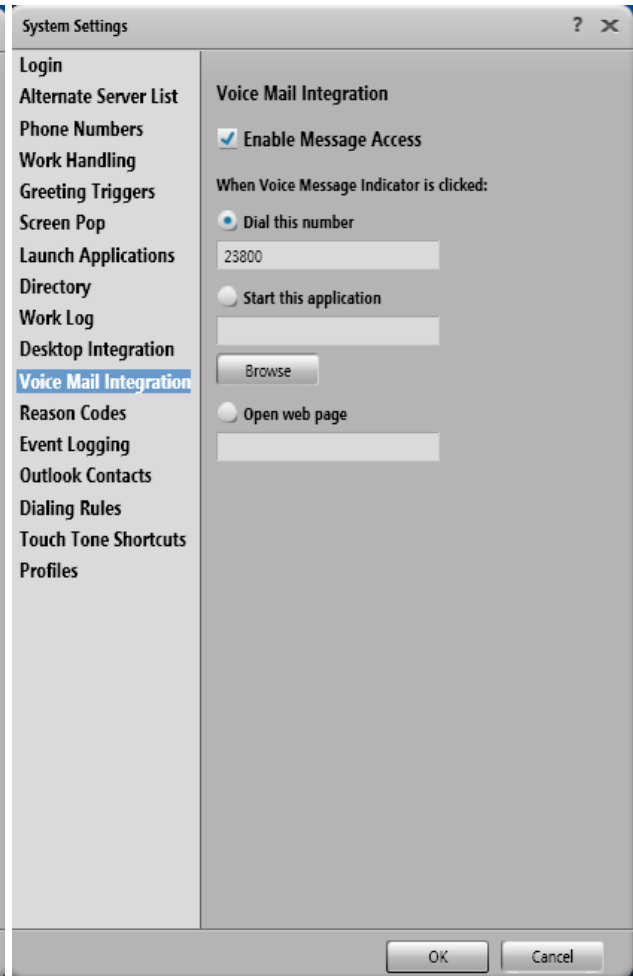 System Settings ?
Login
Alternate Server List
Phone Numbers
Work Handling
Greeting Triggers
Screen Pop
Launch Applications
Directory
Work Log
Desktop Integration
Voice Mail Integration
Reason Codes
Event Logging
Outlook Contacts
Dialing Rules
Touch Tone Shortcuts
Profiles
Voice Mail Integration
Enable Message Access
When Voice Message Indicator is clicked:
Dial this number
23800
Start this application
Browse
Open web page
OK Cancel